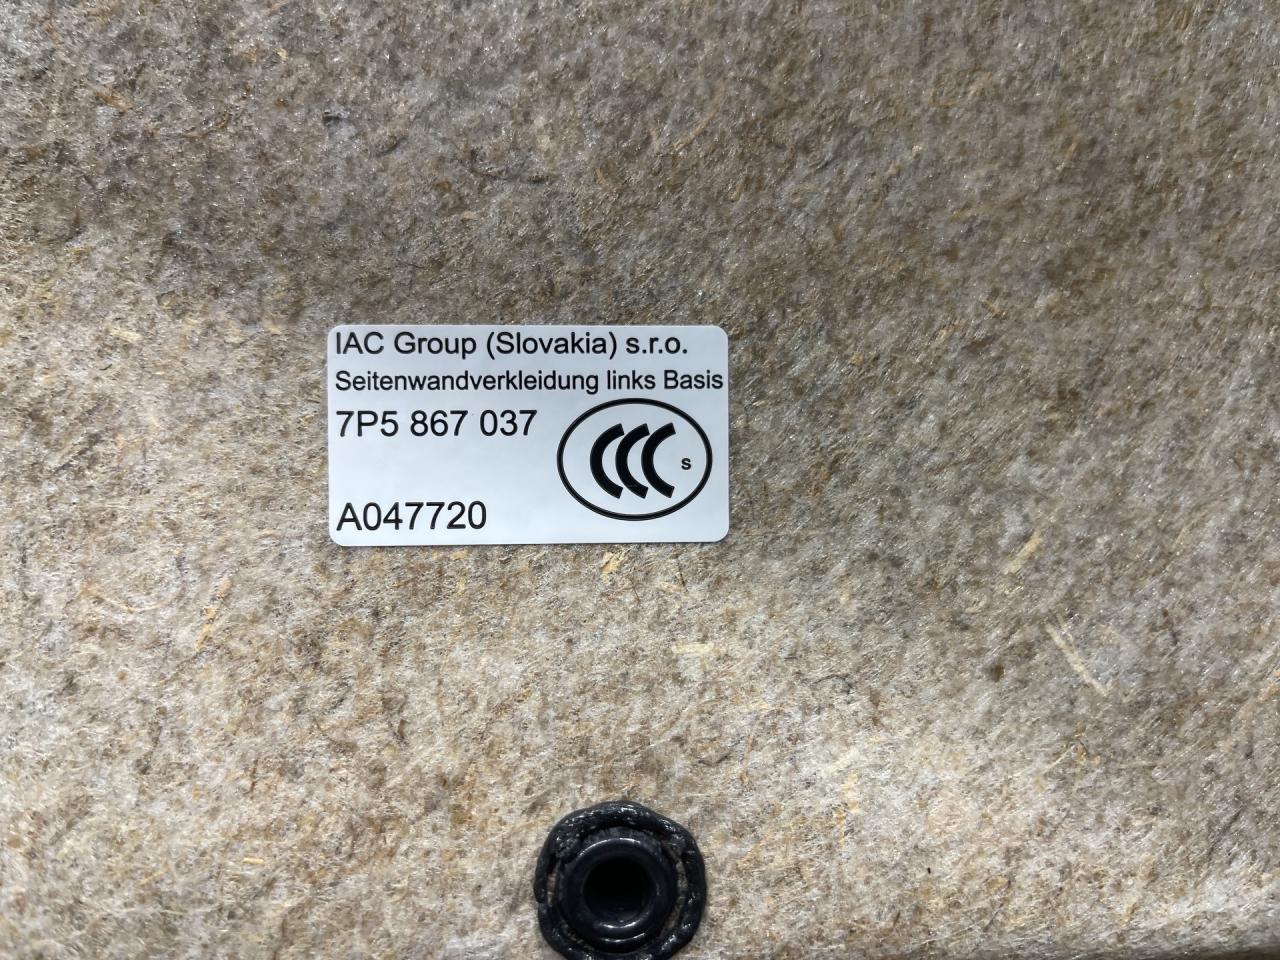 IAC Group (Slovakia) s.r.o.
Seitenwandverkleidung links Basis
7P5 867 037
CCC S
A047720